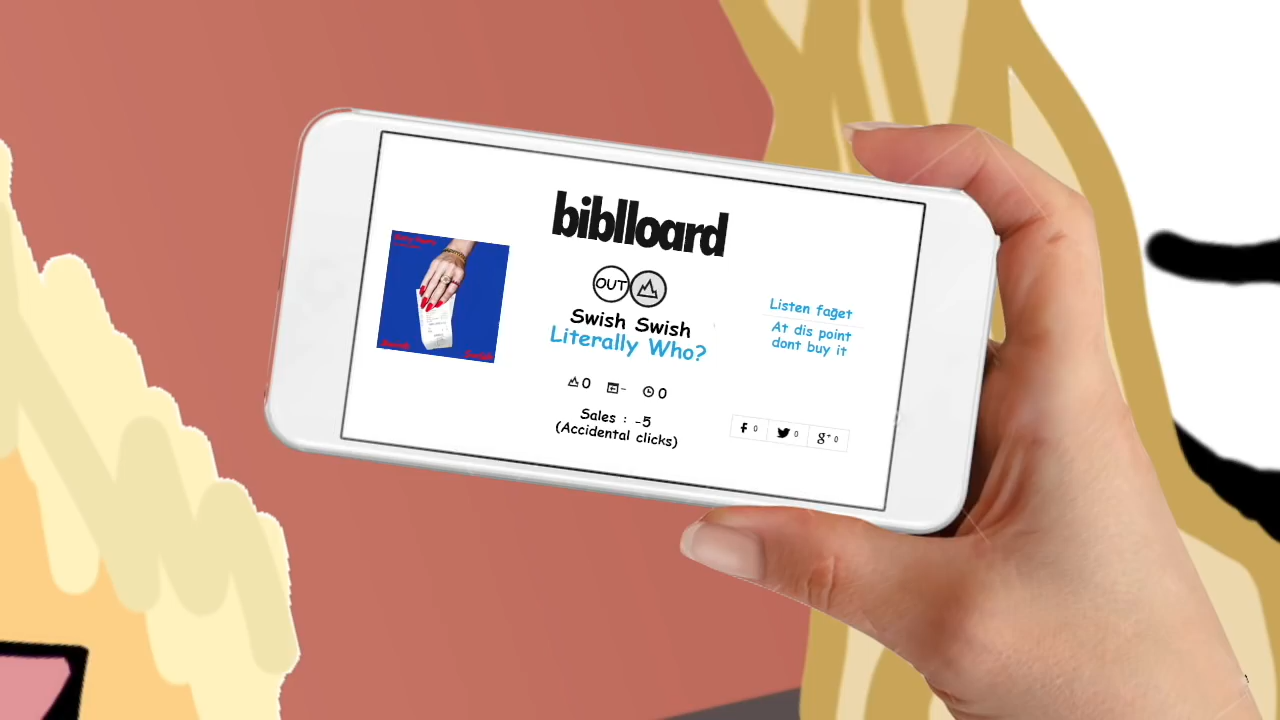 biblloard
OUT
Swish Swish
Literally Who?
0 - 0
Sales : -5
(Accidental clicks)
Listen faget
At dis point
dont buy it
f 0 0 g+ 0
Swish